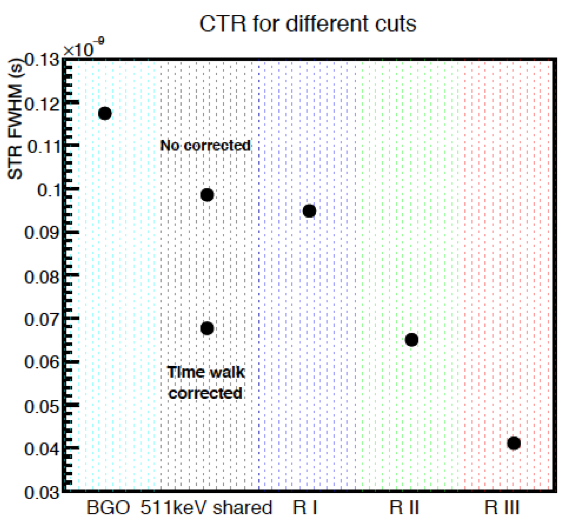 CTR for different cuts
×10⁻⁹
STR FWHM (s)
0.13
0.12
0.11
0.1
0.09
0.08
0.07
0.06
0.05
0.04
0.03
No corrected
Time walk
corrected
BGO 511keV shared R I R II R III